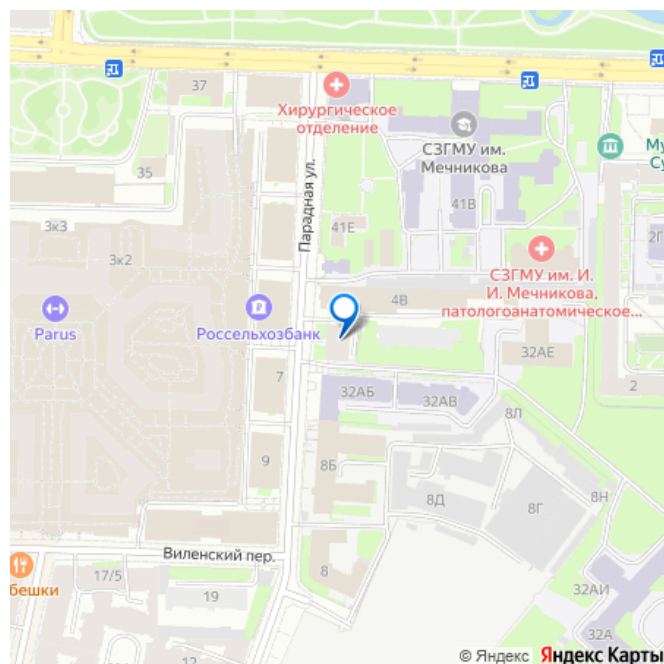 37
Хирургическое
отделение
СЗГМУ им.
Мечникова
Му
Су
35
Парадная ул.
41В
3к3
41Е
2Г
3к2
СЗГМУ им. И.
И. Мечникова,
патологоанатомическое...
4В
Parus
Россельхозбанк
32АЕ
7
2
32АБ
32АВ
8Л
9
8Б
8Д
8Г
8Н
Виленский пер.
бешки
17/5
19
8
32АИ
32А
12
© Яндекс
Яндекс Карты